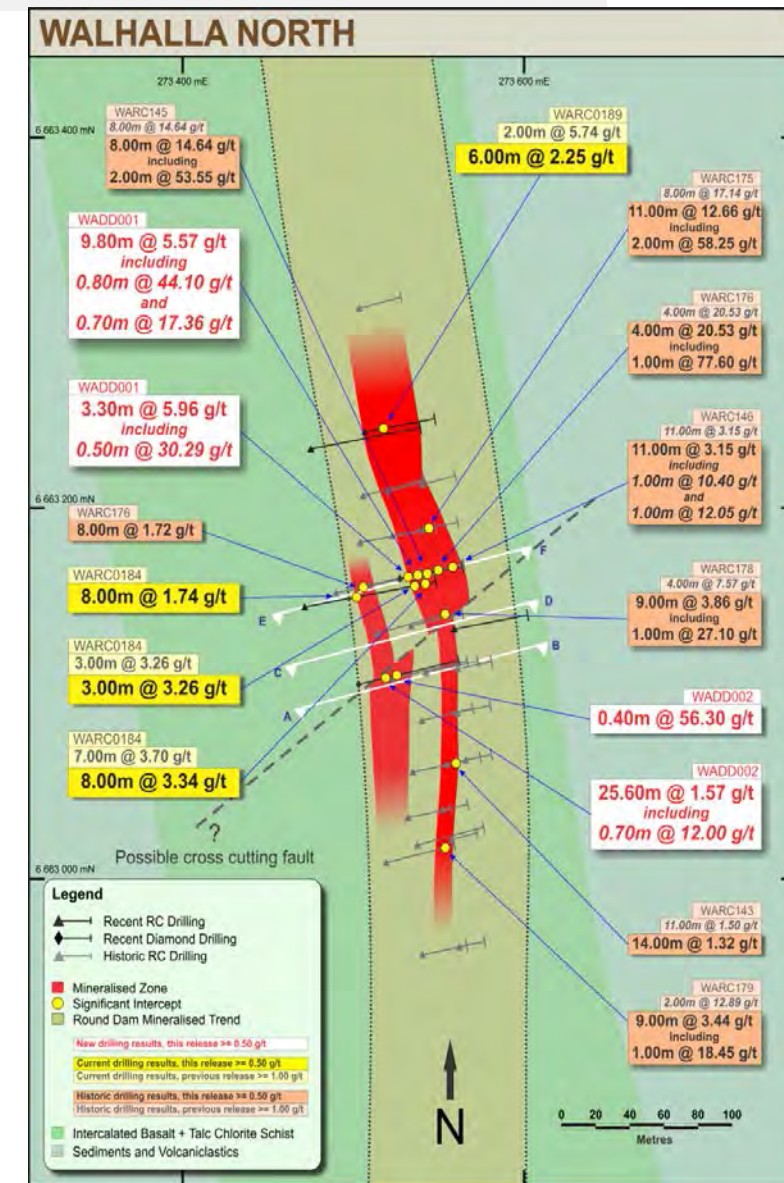 WALHALLA NORTH
273 400 mE
273 600 mE
6 663 400 mN
WARC145
8.00m @ 14.64 g/t
8.00m @ 14.64 g/t
including
2.00m @ 53.55 g/t
WARC0189
2.00m @ 5.74 g/t
6.00m @ 2.25 g/t
WARC175
8.00m @ 17.14 g/t
11.00m @ 12.66 g/t
including
2.00m @ 58.25 g/t
WADD001
9.80m @ 5.57 g/t
including
0.80m @ 44.10 g/t
and
0.70m @ 17.36 g/t
WARC176
4.00m @ 20.53 g/t
4.00m @ 20.53 g/t
including
1.00m @ 77.60 g/t
WADD001
3.30m @ 5.96 g/t
including
0.50m @ 30.29 g/t
WARC146
11.00m @ 3.15 g/t
11.00m @ 3.15 g/t
including
1.00m @ 10.40 g/t
and
1.00m @ 12.05 g/t
6 663 200 mN
WARC176
8.00m @ 1.72 g/t
WARC0184
8.00m @ 1.74 g/t
F
E
D
C
B
A
WARC178
4.00m @ 7.57 g/t
9.00m @ 3.86 g/t
including
1.00m @ 27.10 g/t
WARC0184
3.00m @ 3.26 g/t
3.00m @ 3.26 g/t
WADD002
0.40m @ 56.30 g/t
WARC0184
7.00m @ 3.70 g/t
8.00m @ 3.34 g/t
WADD002
25.60m @ 1.57 g/t
including
0.70m @ 12.00 g/t
?
Possible cross cutting fault
6 663 000 mN
WARC143
11.00m @ 1.50 g/t
14.00m @ 1.32 g/t
WARC179
2.00m @ 12.89 g/t
9.00m @ 3.44 g/t
including
1.00m @ 18.45 g/t
Legend
Recent RC Drilling
Recent Diamond Drilling
Historic RC Drilling
Mineralised Zone
Significant Intercept
Round Dam Mineralised Trend
New drilling results, this release >= 0.50 g/t
Current drilling results, this release >= 0.50 g/t
Current drilling results, previous release >= 1.00 g/t
Historic drilling results, this release >= 0.50 g/t
Historic drilling results, previous release >= 1.00 g/t
Intercalated Basalt + Talc Chlorite Schist
Sediments and Volcaniclastics
N
0 20 40 60 80 100
Metres